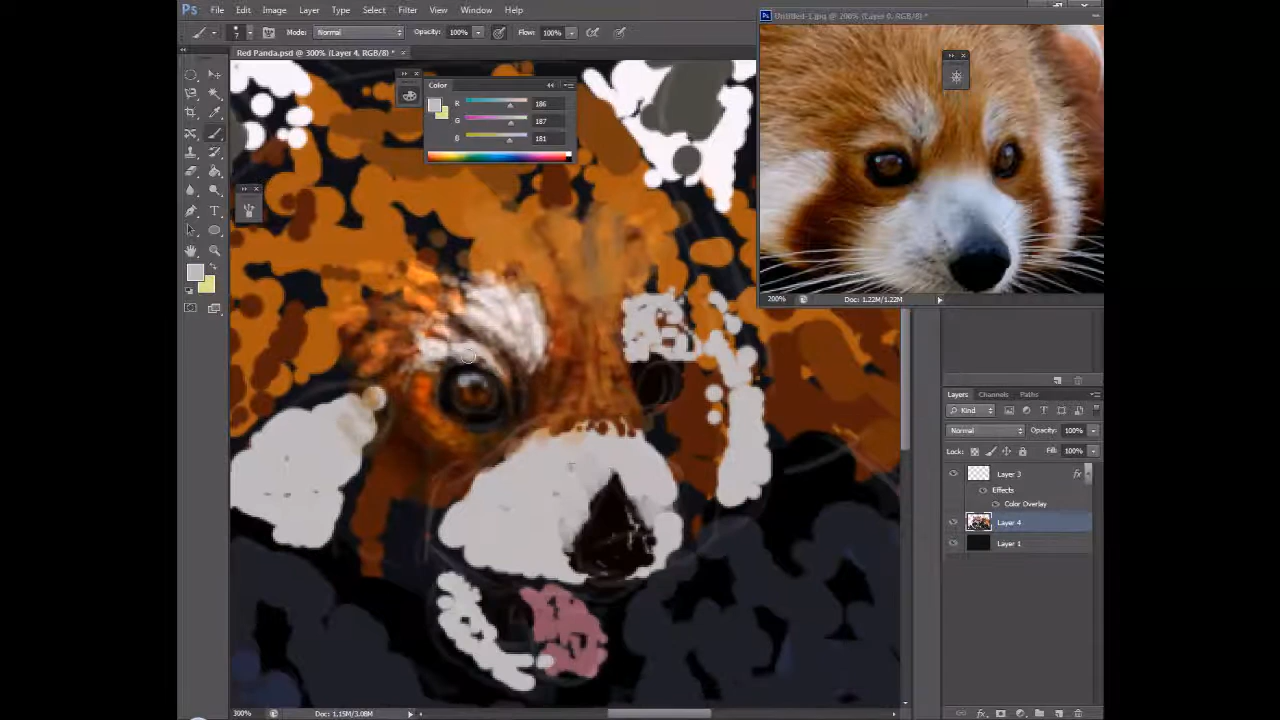 Ps File Edit Image Layer Type Select Filter View Window Help
Mode: Normal Opacity: 100% Flow: 100%
Red Panda.psd @ 300% (Layer 4, RGB/8) * ×
Untitled-1.jpg @ 200% (Layer 0, RGB/8) *
Color
R 186
G 187
B 181
200% Doc: 1.22M/1.22M
Layers Channels Paths
Kind
Normal Opacity: 100%
Lock: Fill: 100%
Layer 3 fx
Effects
Color Overlay
Layer 4
Layer 1
300% Doc: 1.15M/3.08M